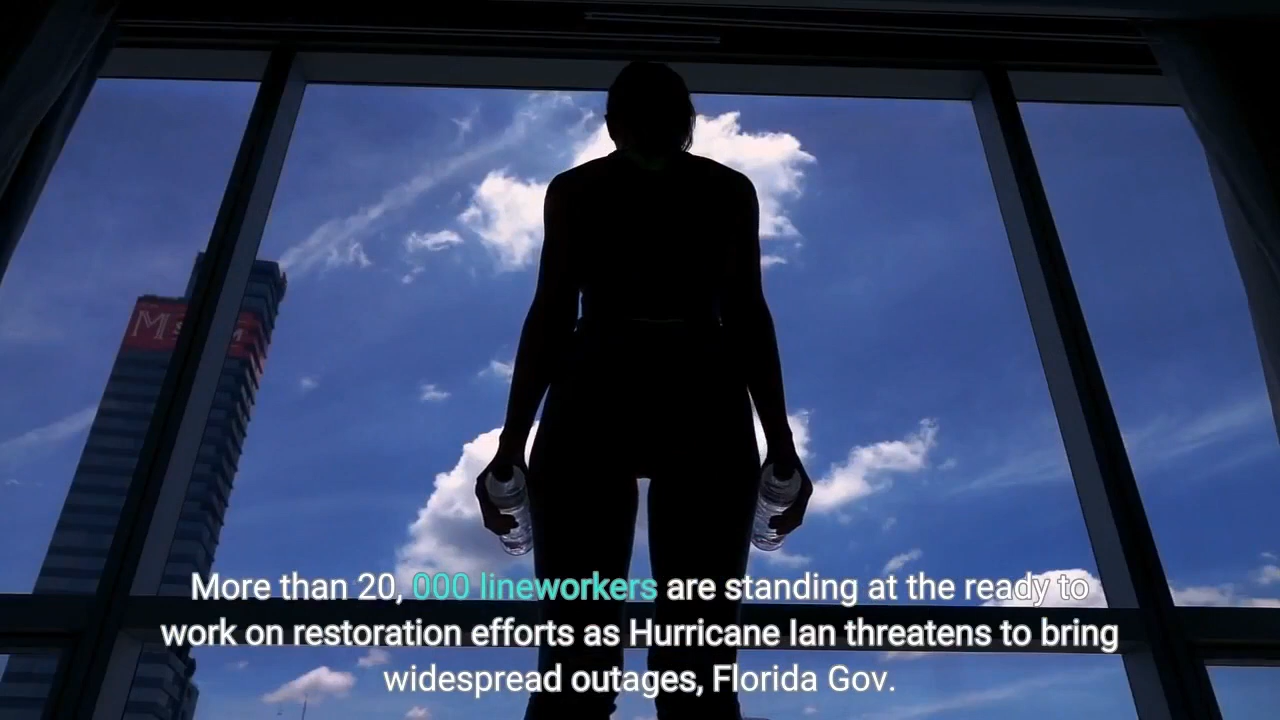 More than 20, 000 lineworkers are standing at the ready to
work on restoration efforts as Hurricane Ian threatens to bring
widespread outages, Florida Gov.